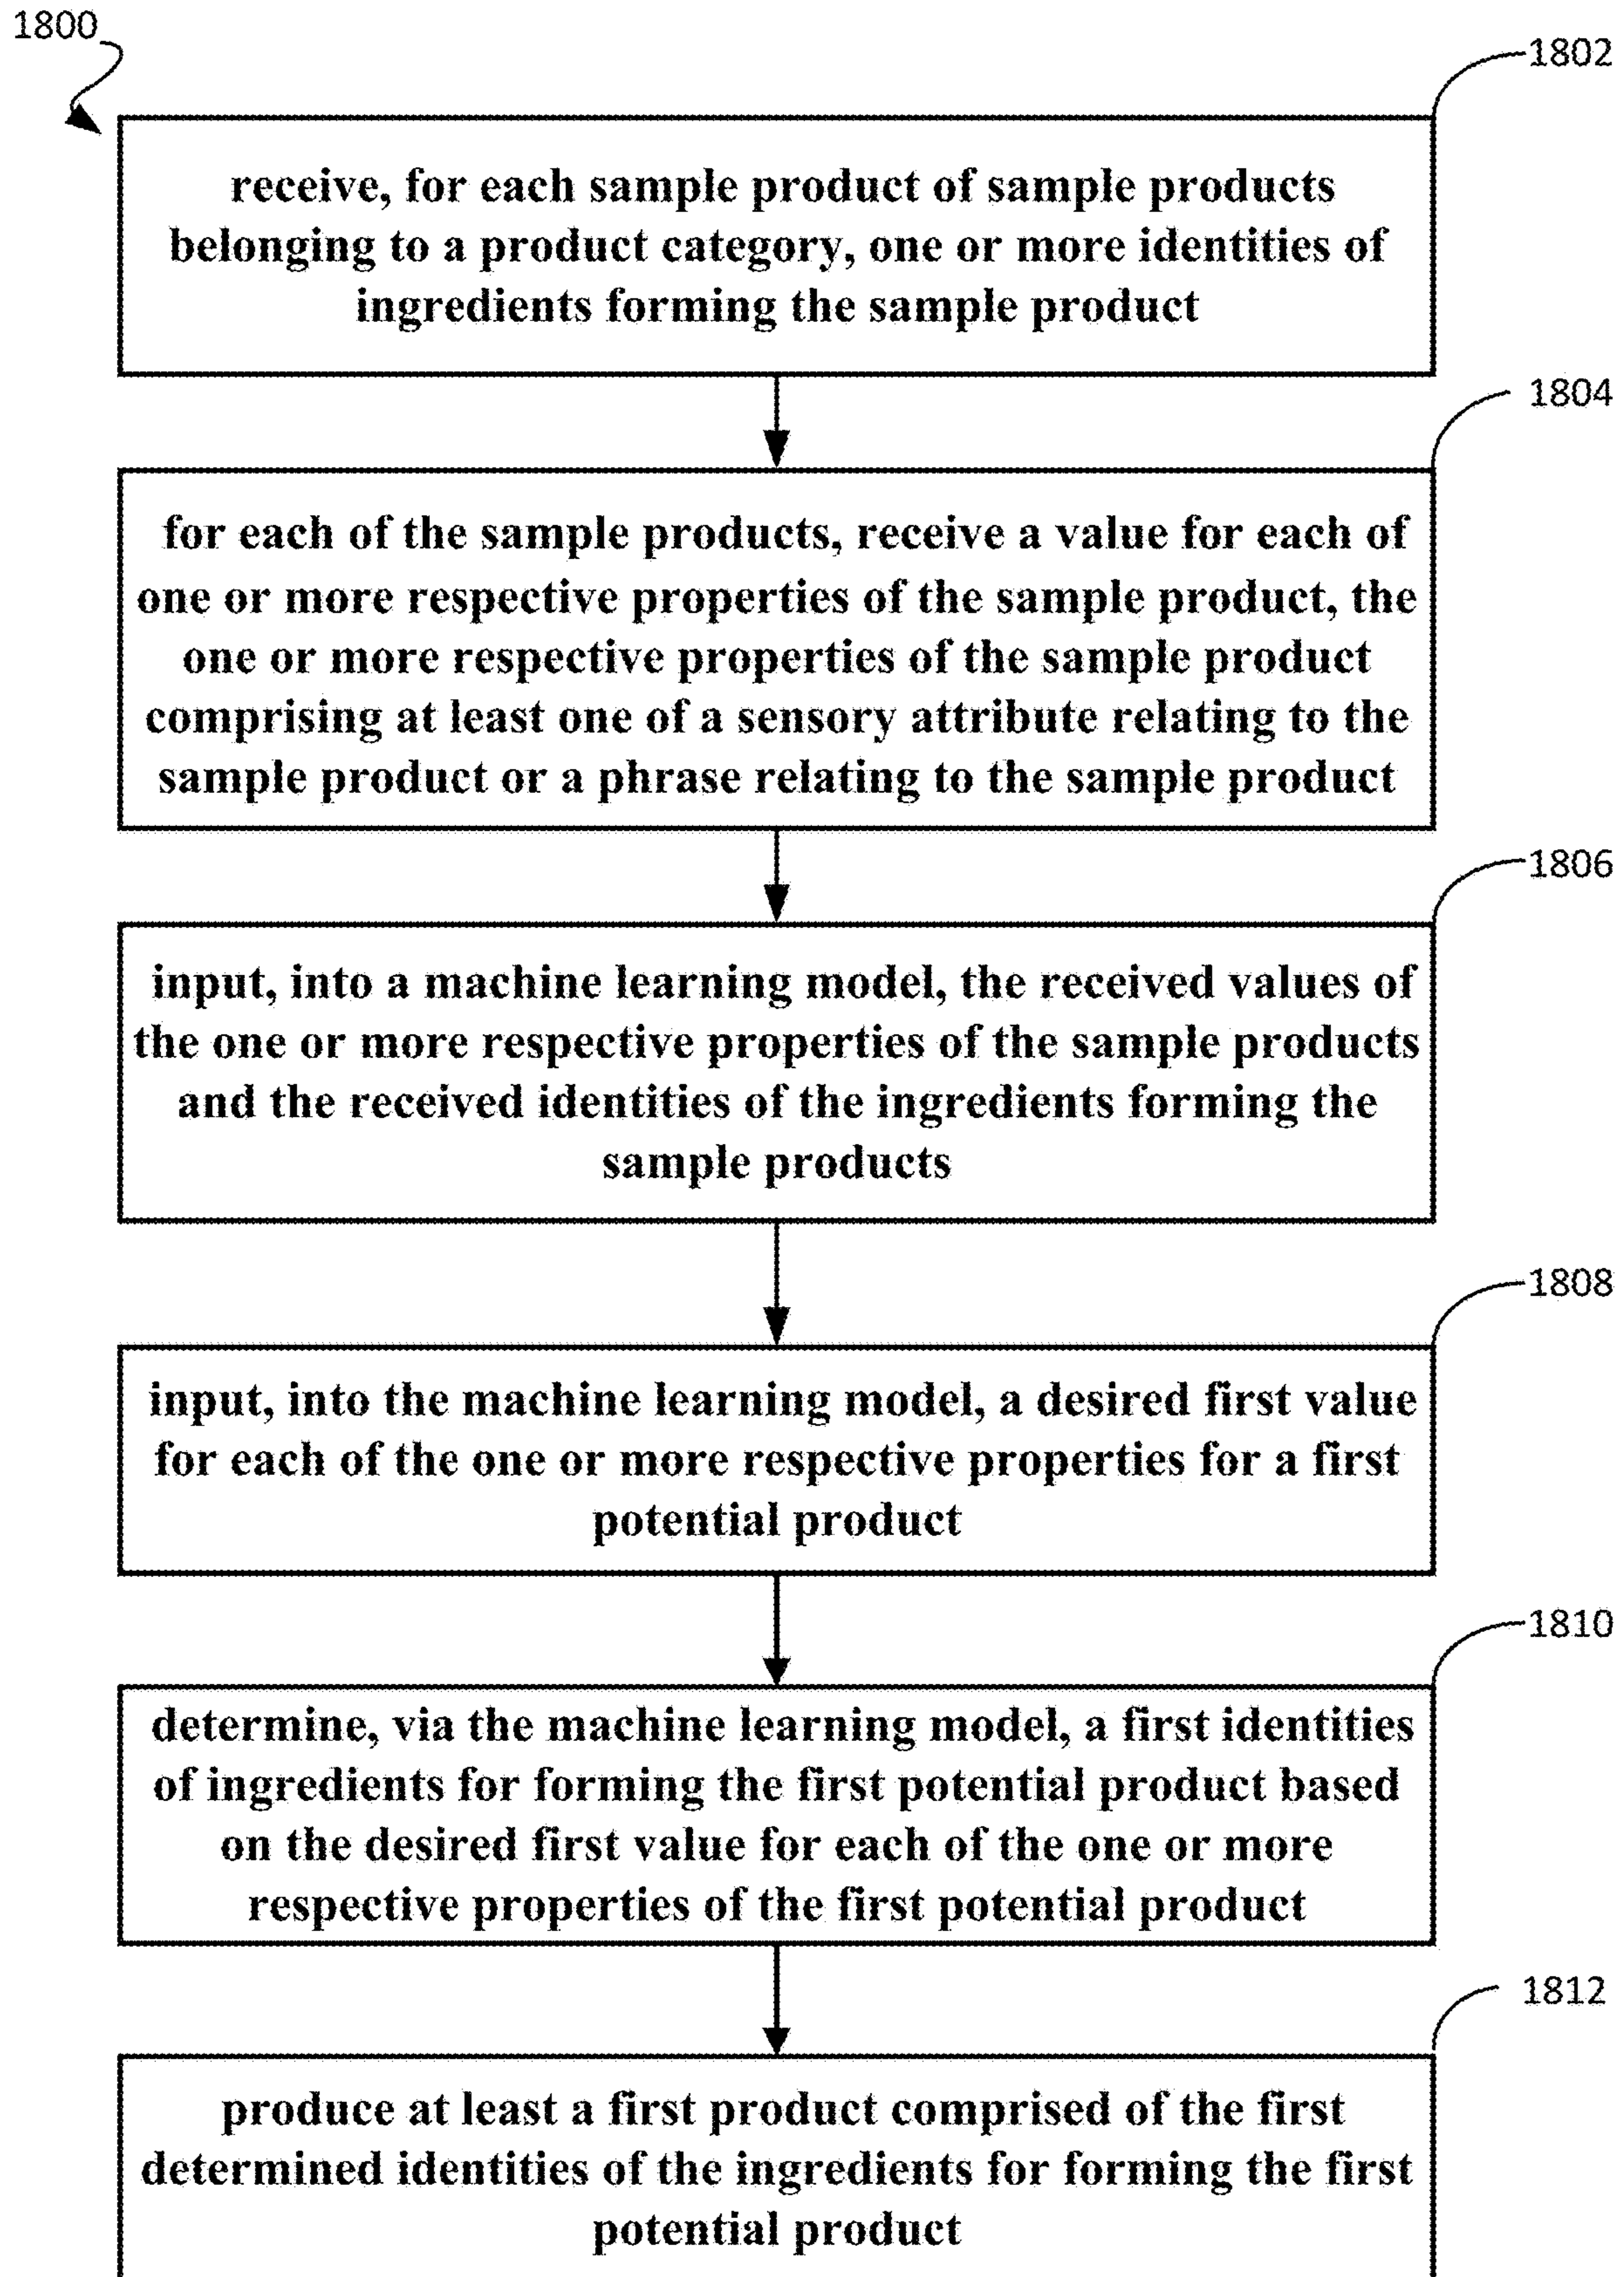 1800
1802
receive, for each sample product of sample products
belonging to a product category, one or more identities of
ingredients forming the sample product
1804
for each of the sample products, receive a value for each of
one or more respective properties of the sample product, the
one or more respective properties of the sample product
comprising at least one of a sensory attribute relating to the
sample product or a phrase relating to the sample product
1806
input, into a machine learning model, the received values of
the one or more respective properties of the sample products
and the received identities of the ingredients forming the
sample products
1808
input, into the machine learning model, a desired first value
for each of the one or more respective properties for a first
potential product
1810
determine, via the machine learning model, a first identities
of ingredients for forming the first potential product based
on the desired first value for each of the one or more
respective properties of the first potential product
1812
produce at least a first product comprised of the first
determined identities of the ingredients for forming the first
potential product